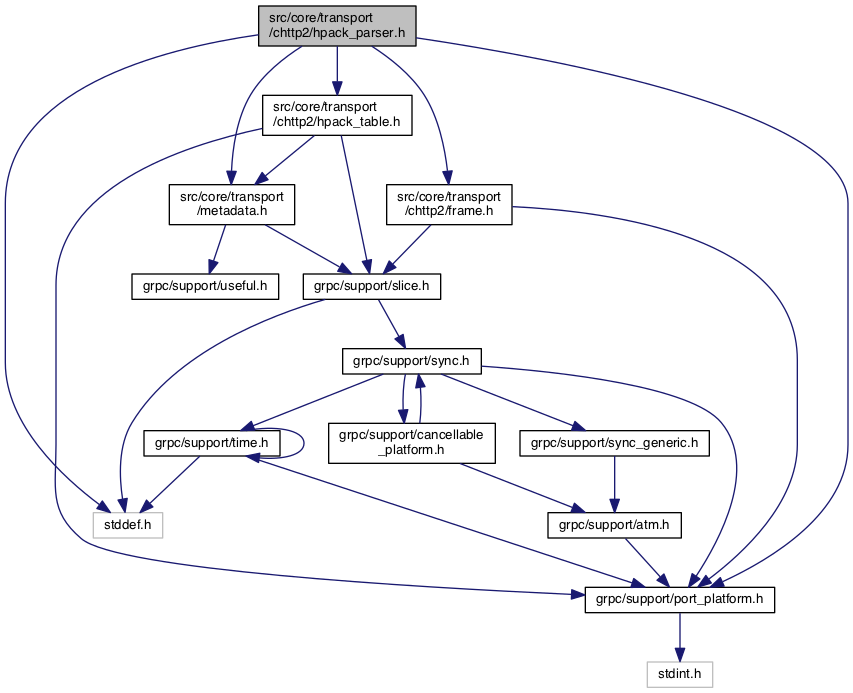 src/core/transport
/chttp2/hpack_parser.h
src/core/transport
/chttp2/hpack_table.h
src/core/transport
/metadata.h
src/core/transport
/chttp2/frame.h
grpc/support/useful.h
grpc/support/slice.h
grpc/support/sync.h
grpc/support/time.h
grpc/support/cancellable
_platform.h
grpc/support/sync_generic.h
stddef.h
grpc/support/atm.h
grpc/support/port_platform.h
stdint.h